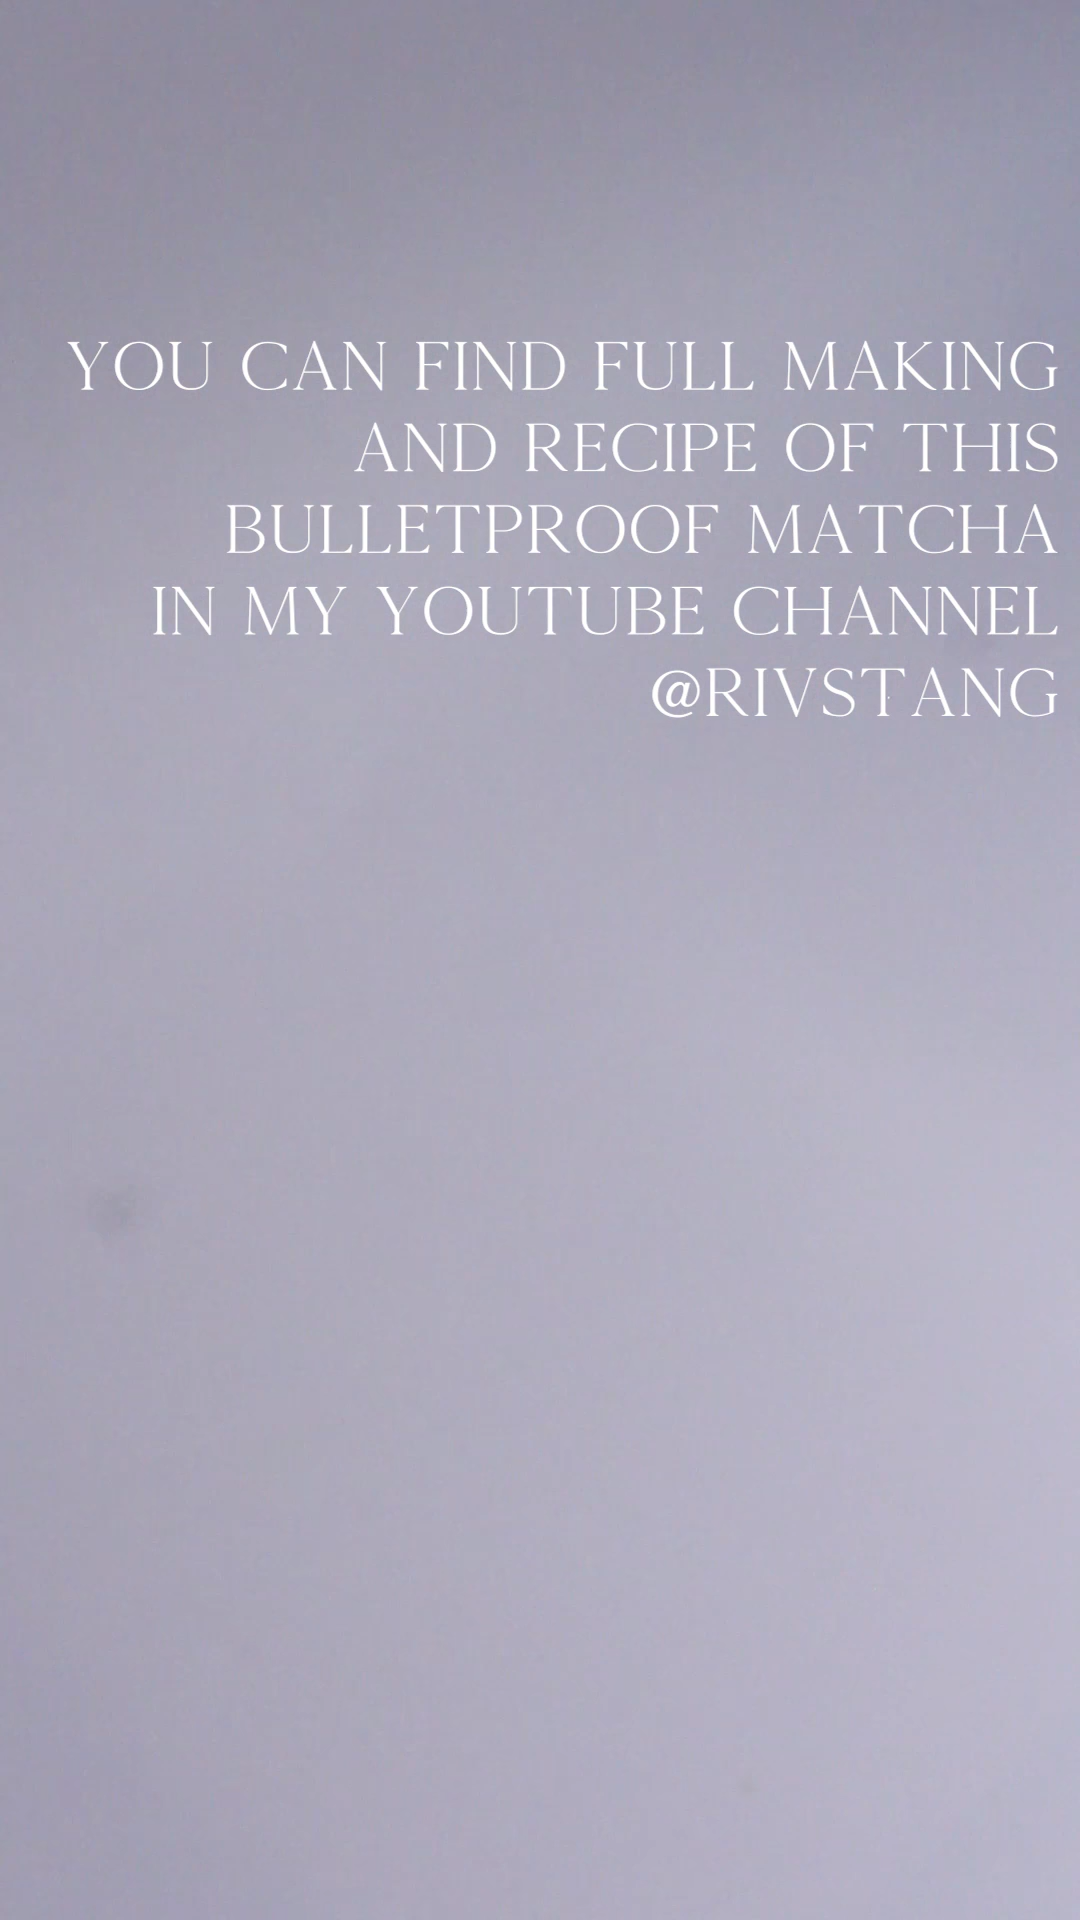 YOU CAN FIND FULL MAKING
AND RECIPE OF THIS
BULLETPROOF MATCHA
IN MY YOUTUBE CHANNEL
@RIVSTANG